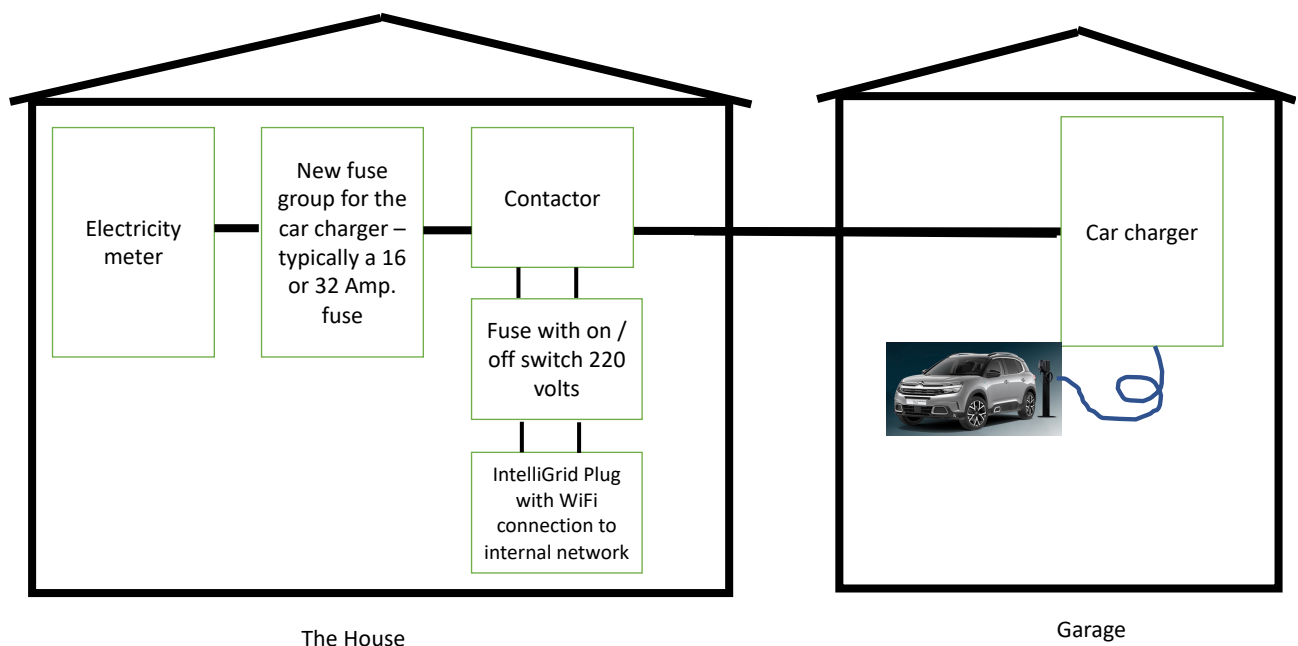 Electricity
meter
New fuse
group for the
car charger –
typically a 16
or 32 Amp.
fuse
Contactor
Fuse with on /
off switch 220
volts
IntelliGrid Plug
with WiFi
connection to
internal network
Car charger
The House
Garage